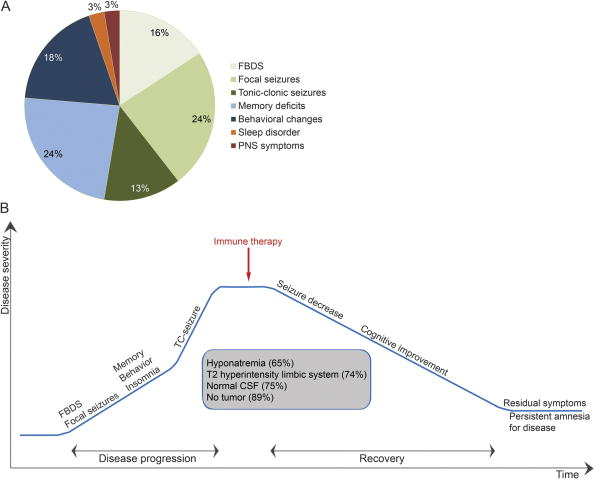 A
3%
3%
16%
18%
24%
24%
13%
FBDS
Focal seizures
Tonic-clonic seizures
Memory deficits
Behavioral changes
Sleep disorder
PNS symptoms
B
Disease severity
Immune therapy
FBDS
Focal seizures
Memory
Behavior
Insomnia
TC-seizure
Seizure decrease
Cognitive improvement
Hyponatremia (65%)
T2 hyperintensity limbic system (74%)
Normal CSF (75%)
No tumor (89%)
Residual symptoms
Persistent amnesia
for disease
Disease progression
Recovery
Time